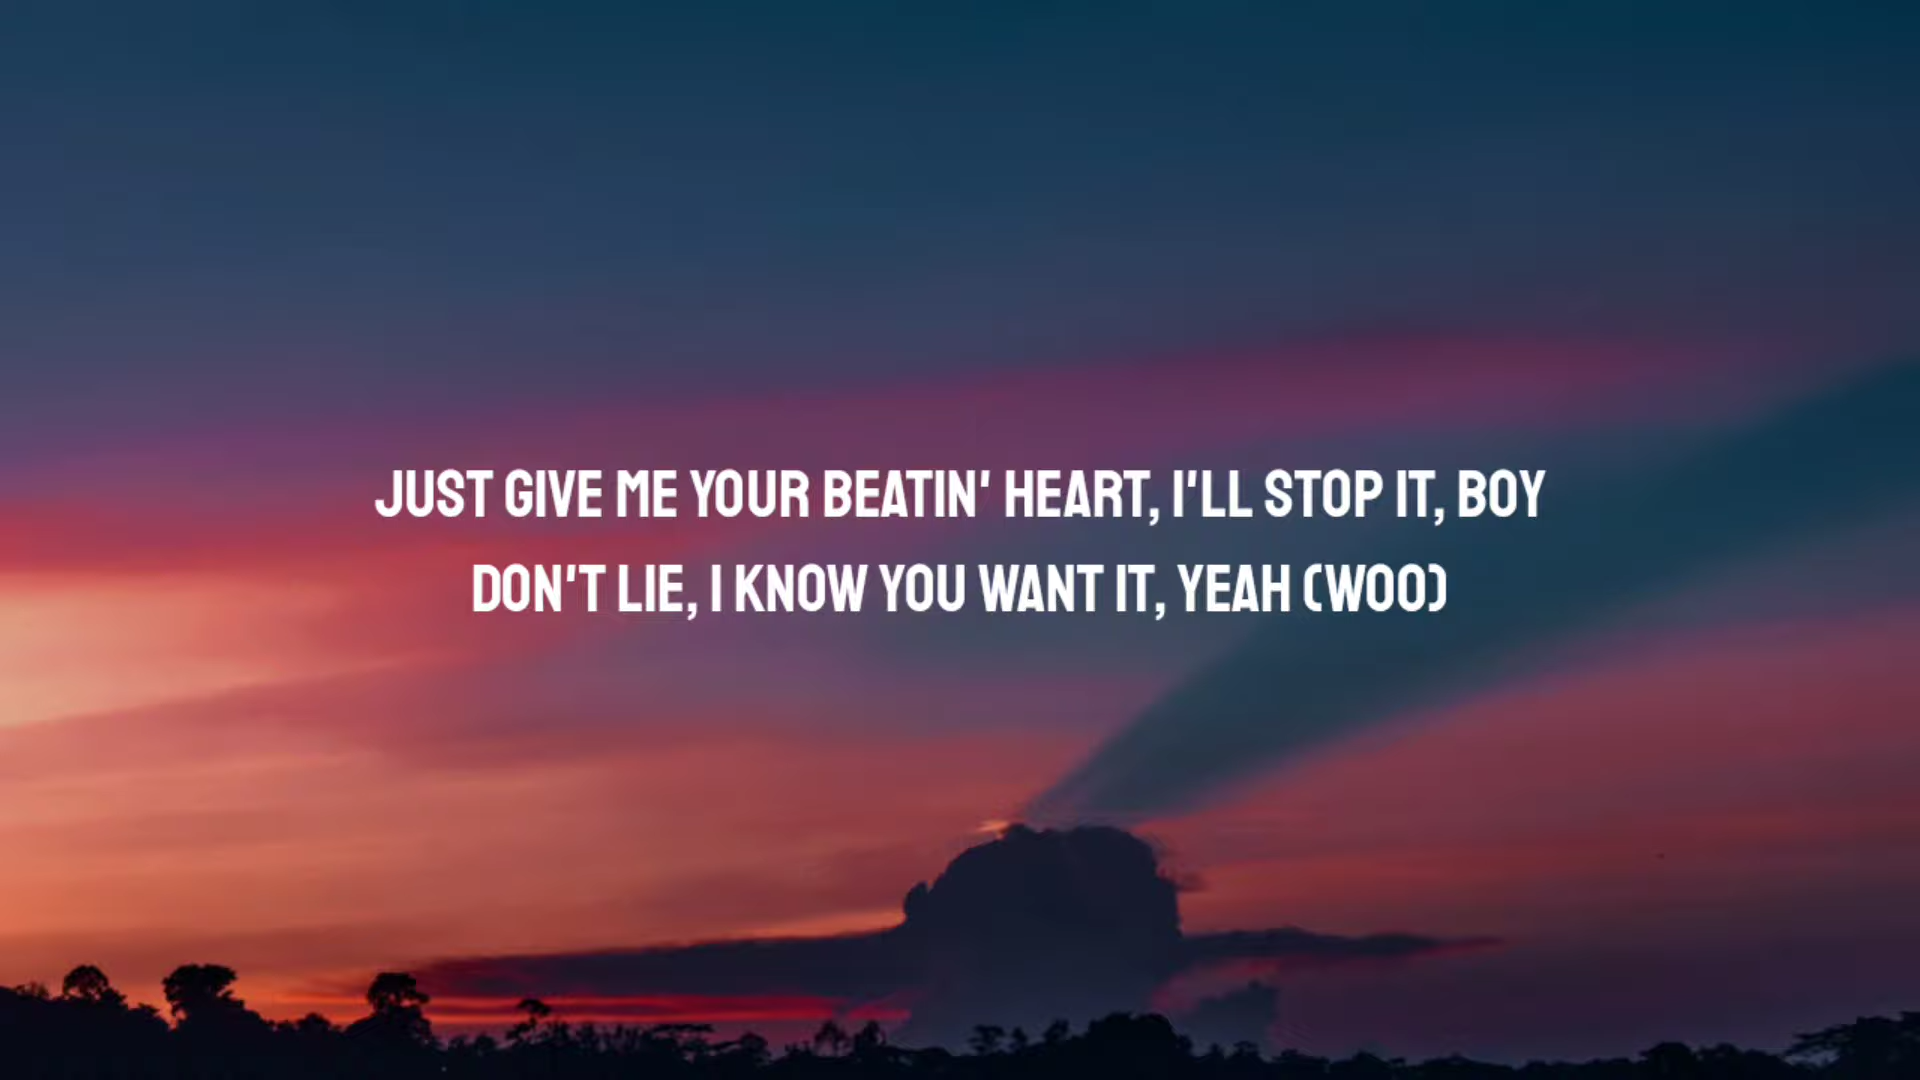 JUST GIVE ME YOUR BEATIN' HEART, I'LL STOP IT, BOY
DON'T LIE, I KNOW YOU WANT IT, YEAH (WOO)